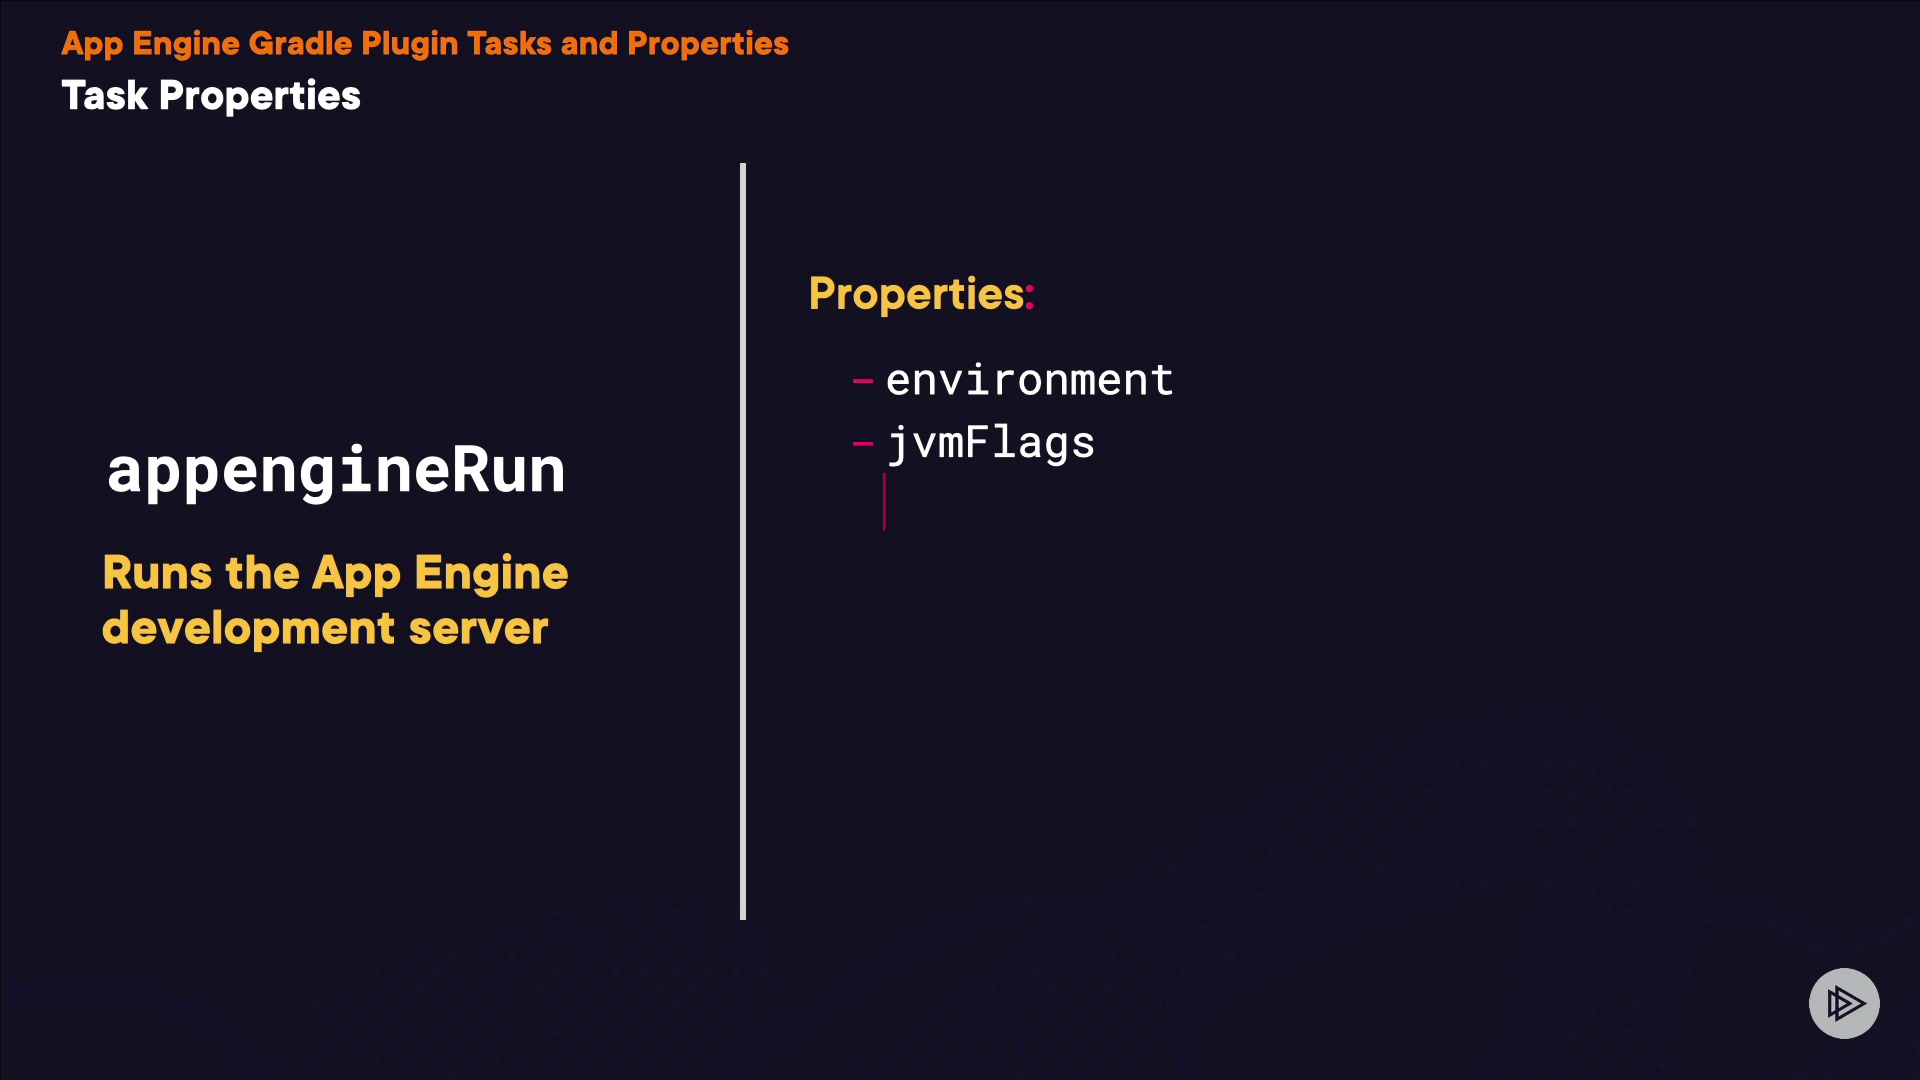 App Engine Gradle Plugin Tasks and Properties
Task Properties
appengineRun
Runs the App Engine
development server
Properties:
– environment
– jvmFlags